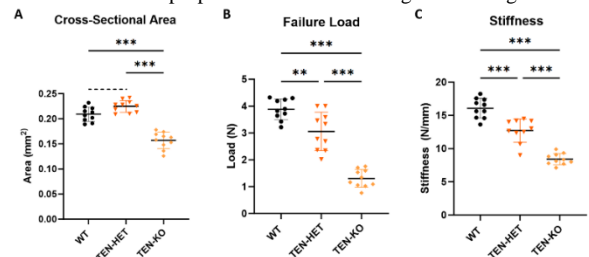 A
Cross-Sectional Area
***
***
0.25
0.20
0.15
0.10
0.05
0.00
Area (mm²)
WT
TEN-HET
TEN-KO
B
Failure Load
***
** ***
5
4
3
2
1
0
Load (N)
WT
TEN-HET
TEN-KO
C
Stiffness
***
*** ***
20
15
10
5
0
Stiffness (N/mm)
WT
TEN-HET
TEN-KO